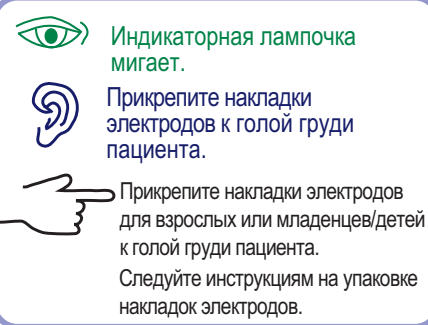 Индикаторная лампочка
мигает.
Прикрепите накладки
электродов к голой груди
пациента.
Прикрепите накладки электродов
для взрослых или младенцев/детей
к голой груди пациента.
Следуйте инструкциям на упаковке
накладок электродов.